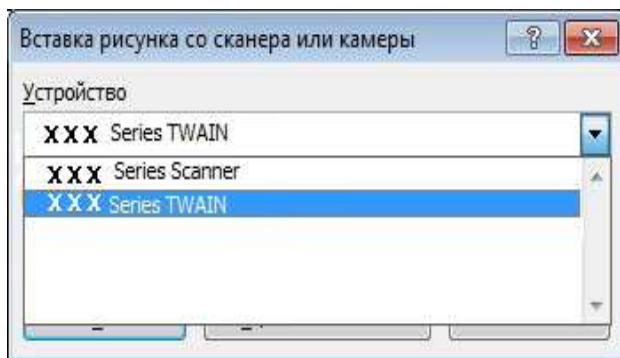 Вставка рисунка со сканера или камеры
Устройство
XXX Series TWAIN
XXX Series Scanner
XXX Series TWAIN